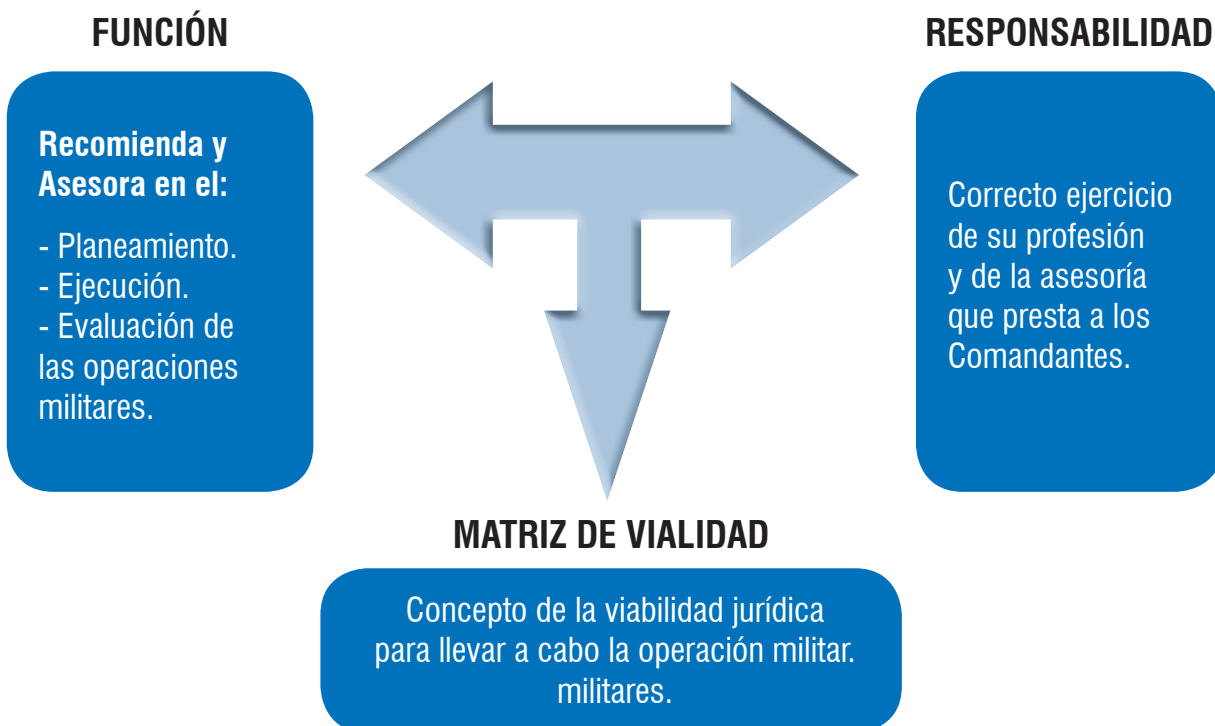 FUNCIÓN
Recomienda y
Asesora en el:
- Planeamiento.
- Ejecución.
- Evaluación de
las operaciones
militares.
RESPONSABILIDAD
Correcto ejercicio
de su profesión
y de la asesoría
que presta a los
Comandantes.
MATRIZ DE VIALIDAD
Concepto de la viabilidad jurídica
para llevar a cabo la operación militar.
militares.